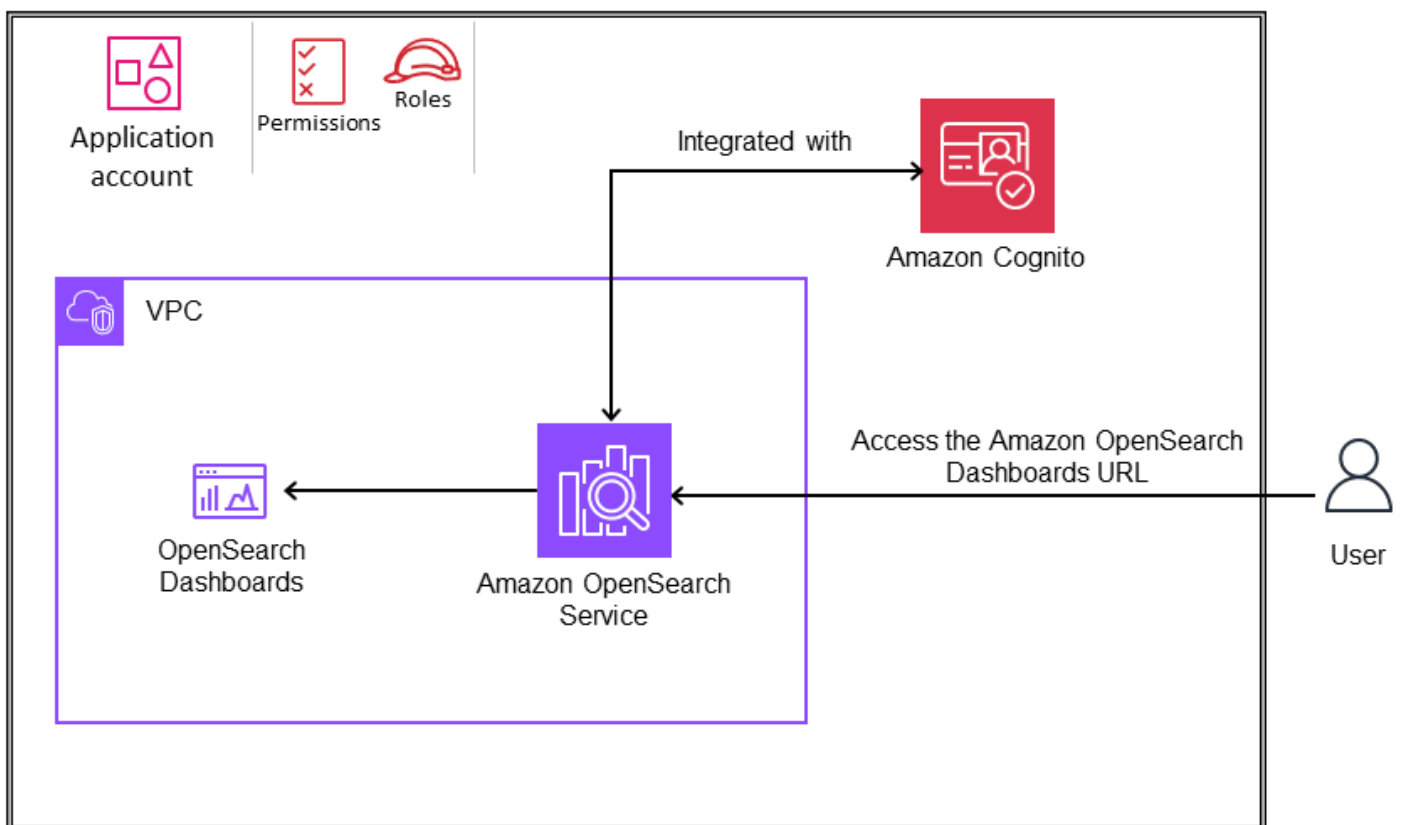 Application
account
Permissions
Roles
Integrated with
Amazon Cognito
VPC
Access the Amazon OpenSearch
Dashboards URL
User
OpenSearch
Dashboards
Amazon OpenSearch
Service